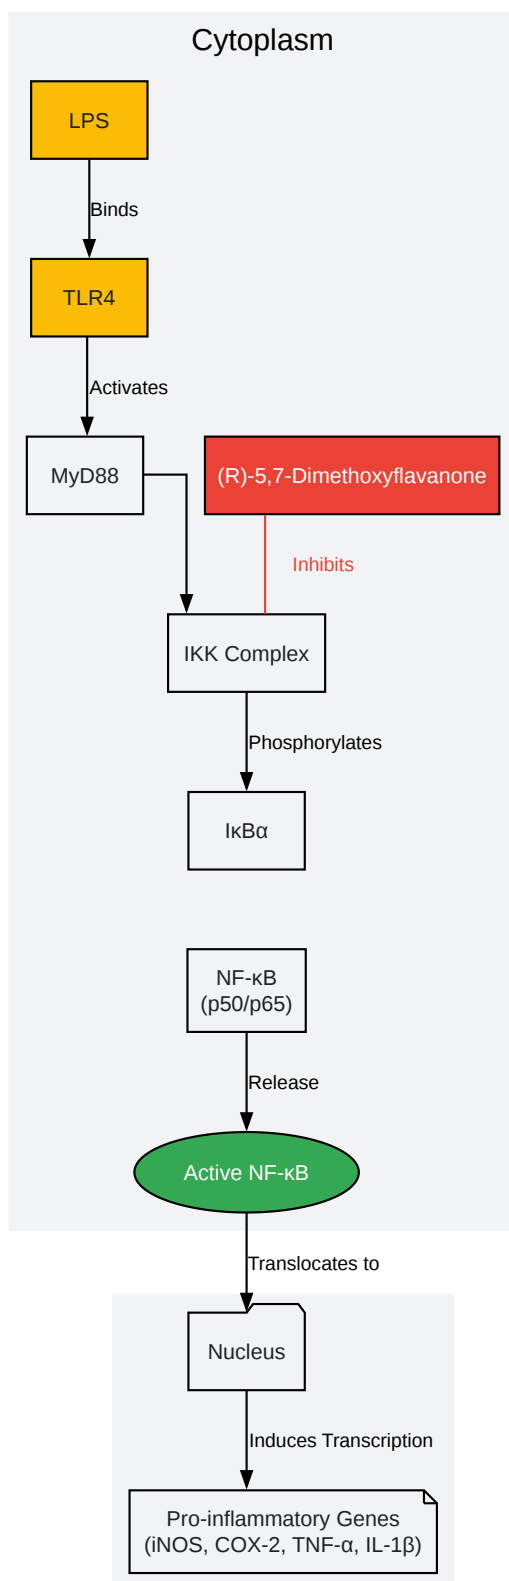 Cytoplasm
LPS
Binds
TLR4
Activates
MyD88
(R)-5,7-Dimethoxyflavanone
Inhibits
IKK Complex
Phosphorylates
IκBα
NF-κB
(p50/p65)
Release
Active NF-κB
Translocates to
Nucleus
Induces Transcription
Pro-inflammatory Genes
(iNOS, COX-2, TNF-α, IL-1β)